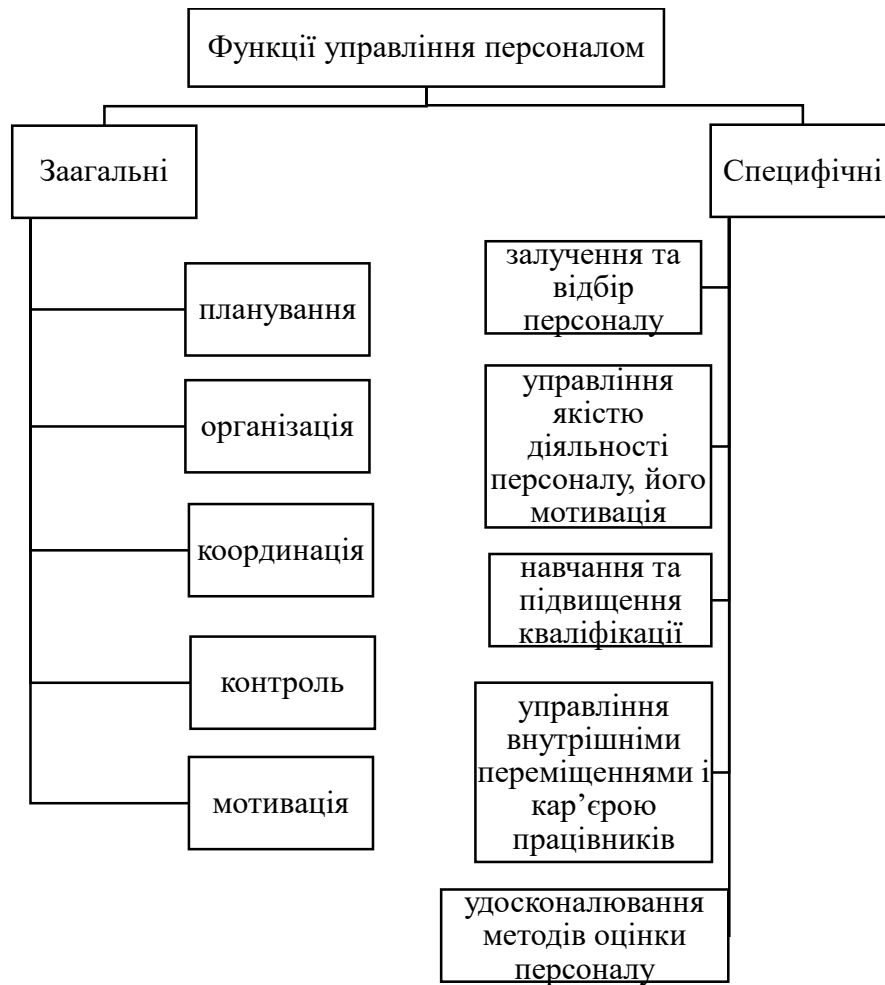 Функції управління персоналом
Заагальні
Специфічні
планування
організація
координація
контроль
мотивація
залучення та
відбір
персоналу
управління
якістю
діяльності
персоналу, його
мотивація
навчання та
підвищення
кваліфікації
управління
внутрішніми
переміщеннями і
кар’єрою
працівників
удосконалювання
методів оцінки
персоналу